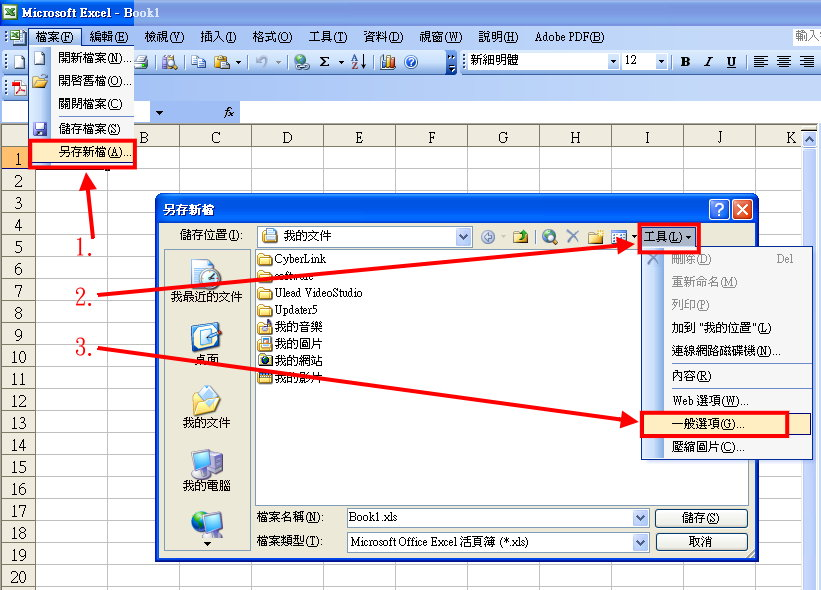 Microsoft Excel - Book1
檔案(F) 編輯(E) 檢視(V) 插入(I) 格式(O) 工具(T) 資料(D) 視窗(W) 說明(H) Adobe PDF(B) 輸入
開新檔案(N)...
開啓舊檔(O)...
關閉檔案(C)
儲存檔案(S)
另存新檔(A)...
新細明體 12 B I U
fx
B C D E F G H I J K
1
2
3
4
5
6
7
8
9
10
11
12
13
14
15
16
17
18
19
20
1.
2.
3.
另存新檔
儲存位置(I): 我的文件 工具(L)
我最近的文件
桌面
我的文件
我的電腦
CyberLink
software
Ulead VideoStudio
Updater5
我的音樂
我的圖片
我的網站
我的影片
刪除(D) Del
重新命名(M)
列印(P)
加到 "我的位置"(L)
連線網路磁碟機(N)...
內容(R)
Web 選項(W)...
一般選項(G)...
壓縮圖片(C)...
檔案名稱(N): Book1.xls 儲存(S)
檔案類型(T): Microsoft Office Excel 活頁簿 (*.xls) 取消